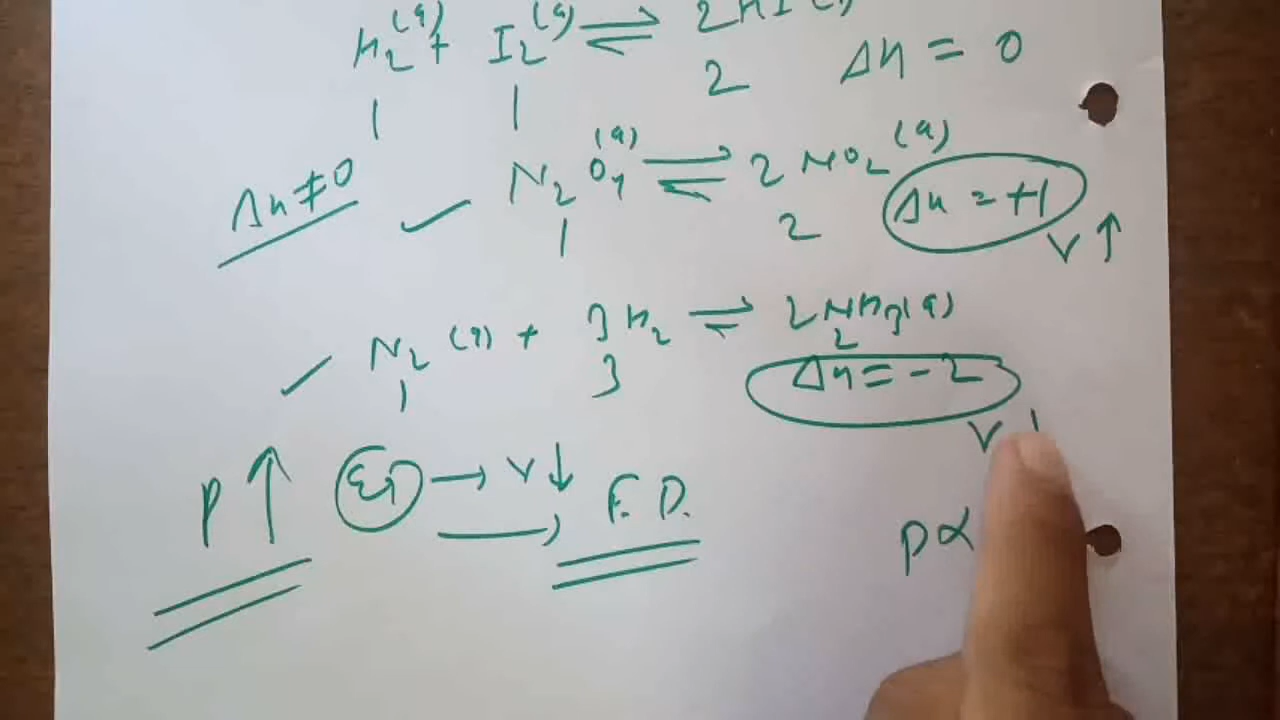 H₂(g) + I₂(g) ⇌ 2HI(g)
1 1 2 Δn = 0
Δn ≠ 0 ✓ N₂O₄(g) ⇌ 2NO₂(g) Δn = +1
1 2 V ↑
✓ N₂(g) + 3H₂ ⇌ 2NH₃(g)
1 3 2 Δn = -2
V
P ↑ Eq → V ↓ F.D.
P ∝